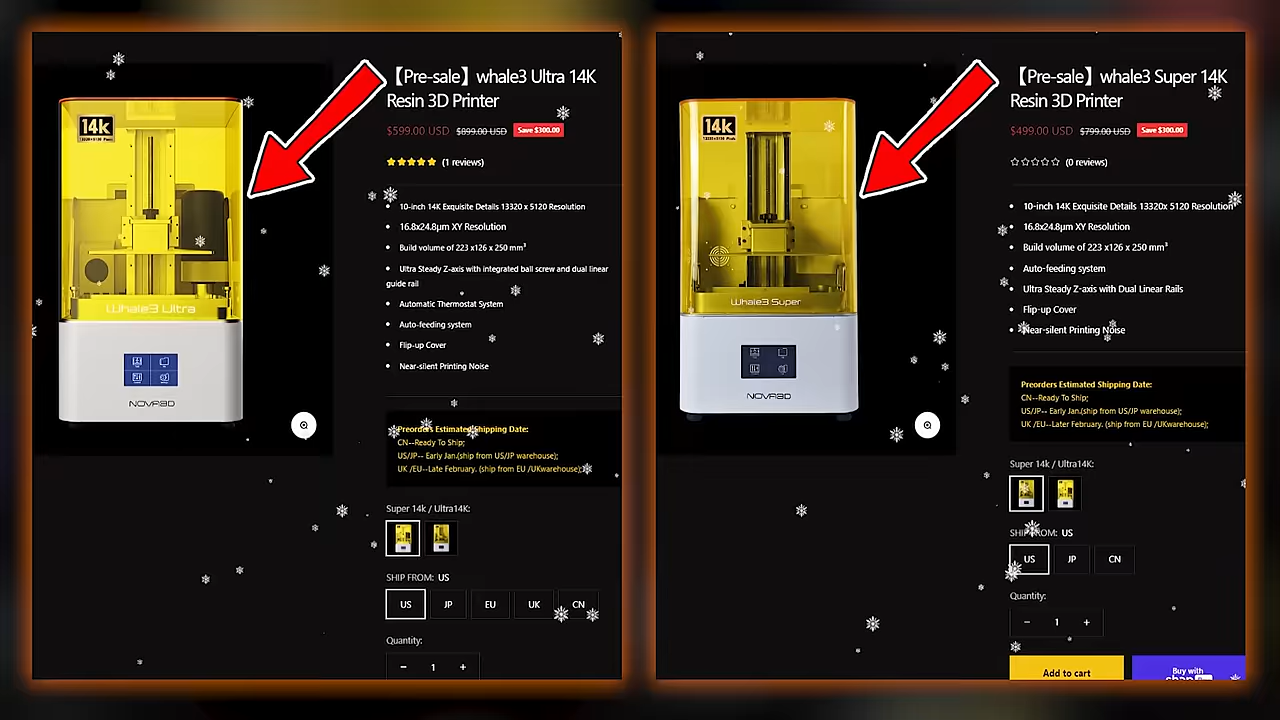 【Pre-sale】whale3 Ultra 14K
Resin 3D Printer
$599.00 USD $899.00 USD Save $300.00
(1 reviews)
10-inch 14K Exquisite Details 13320 x 5120 Resolution
16.8x24.8μm XY Resolution
Build volume of 223 x126 x 250 mm³
Ultra Steady Z-axis with integrated ball screw and dual linear
guide rail
Automatic Thermostat System
Auto-feeding system
Flip-up Cover
Near-silent Printing Noise
Preorders Estimated Shipping Date:
CN--Ready To Ship;
US/JP-- Early Jan.(ship from US/JP warehouse);
UK /EU--Late February. (ship from EU /UKwarehouse);
Super 14k / Ultra14K:
SHIP FROM: US
US JP EU UK CN
Quantity:
− 1 +
14k
Whale3 Ultra
NOVA3D
【Pre-sale】whale3 Super 14K
Resin 3D Printer
$499.00 USD $799.00 USD Save $300.00
(0 reviews)
10-inch 14K Exquisite Details 13320x 5120 Resolution
16.8x24.8μm XY Resolution
Build volume of 223 x126 x 250 mm³
Auto-feeding system
Ultra Steady Z-axis with Dual Linear Rails
Flip-up Cover
Near-silent Printing Noise
Preorders Estimated Shipping Date:
CN--Ready To Ship;
US/JP-- Early Jan.(ship from US/JP warehouse);
UK /EU--Later February. (ship from EU /UKwarehouse);
Super 14k / Ultra14K:
SHIP FROM: US
US JP CN
Quantity:
− 1 +
Add to cart
Buy with
14k
Whale3 Super
NOVA3D